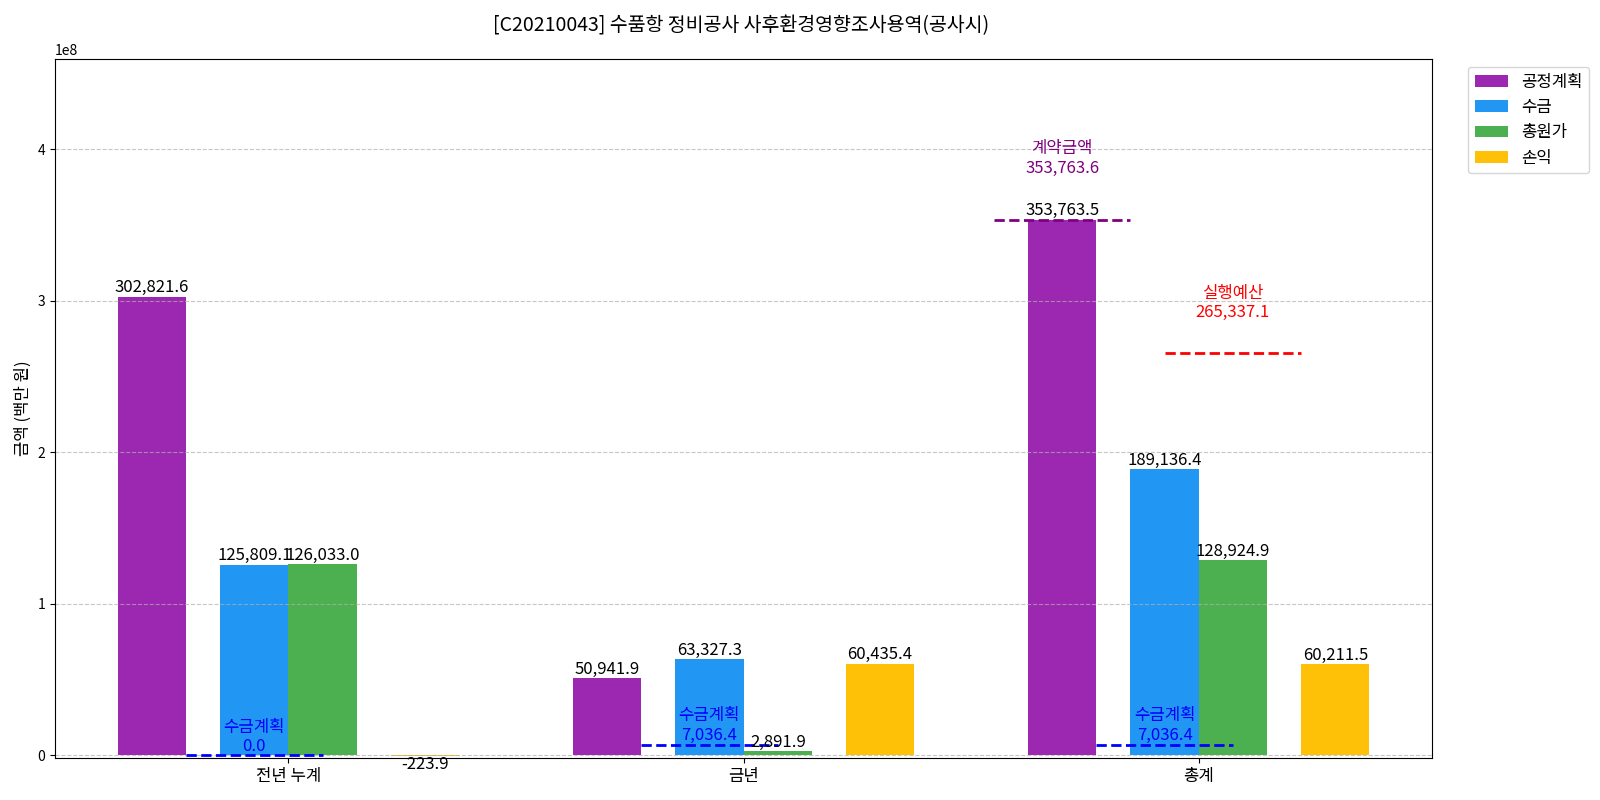 [C20210043] 수품항 정비공사 사후환경영향조사용역(공사시)
1e8
공정계획
수금
총원가
손익
금액 (백만 원)
4
3
2
1
0
계약금액
353,763.6
353,763.5
302,821.6
실행예산
265,337.1
189,136.4
125,809.1
126,033.0
128,924.9
63,327.3
60,435.4
60,211.5
50,941.9
수금계획
0.0
수금계획
7,036.4
2,891.9
수금계획
7,036.4
-223.9
전년 누계
금년
총계